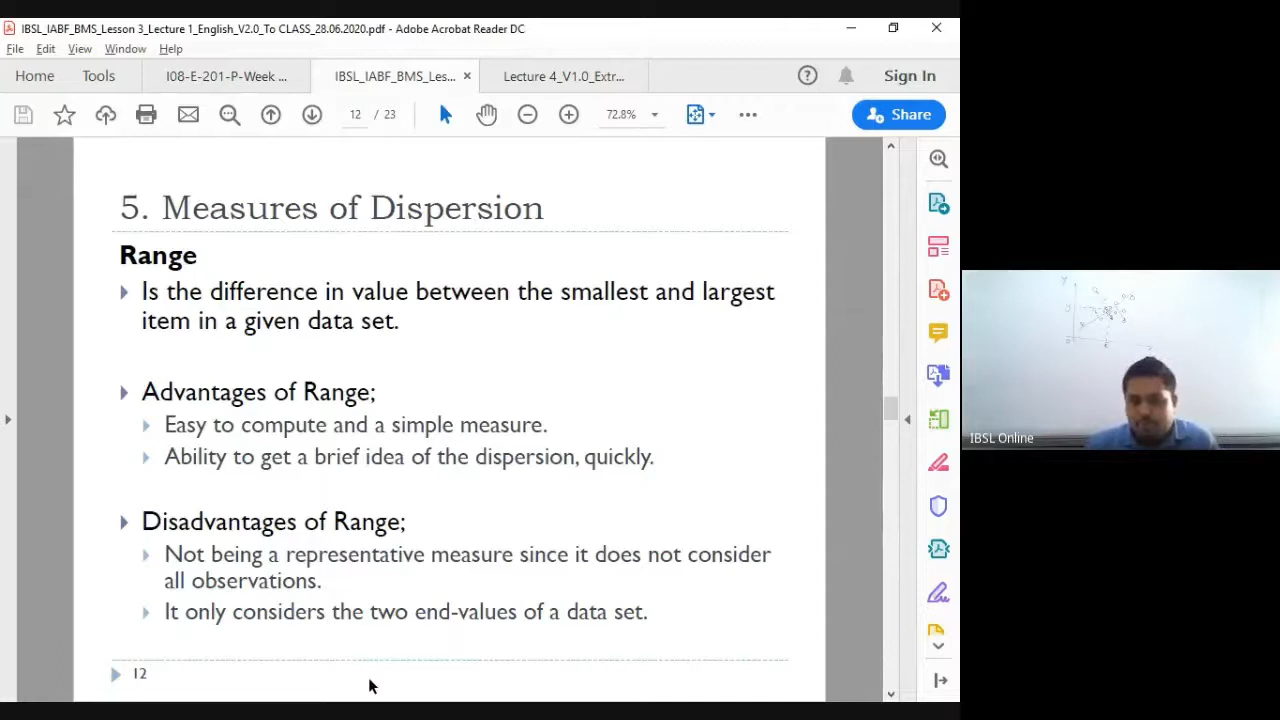 IBSL_IABF_BMS_Lesson 3_Lecture 1_English_V2.0_To CLASS_28.06.2020.pdf - Adobe Acrobat Reader DC
File Edit View Window Help
Home Tools I08-E-201-P-Week ... IBSL_IABF_BMS_Les... × Lecture 4_V1.0_Extr... Sign In
12 / 23 72.8% Share
5. Measures of Dispersion
Range
Is the difference in value between the smallest and largest
item in a given data set.
Advantages of Range;
Easy to compute and a simple measure.
Ability to get a brief idea of the dispersion, quickly.
Disadvantages of Range;
Not being a representative measure since it does not consider
all observations.
It only considers the two end-values of a data set.
12
IBSL Online